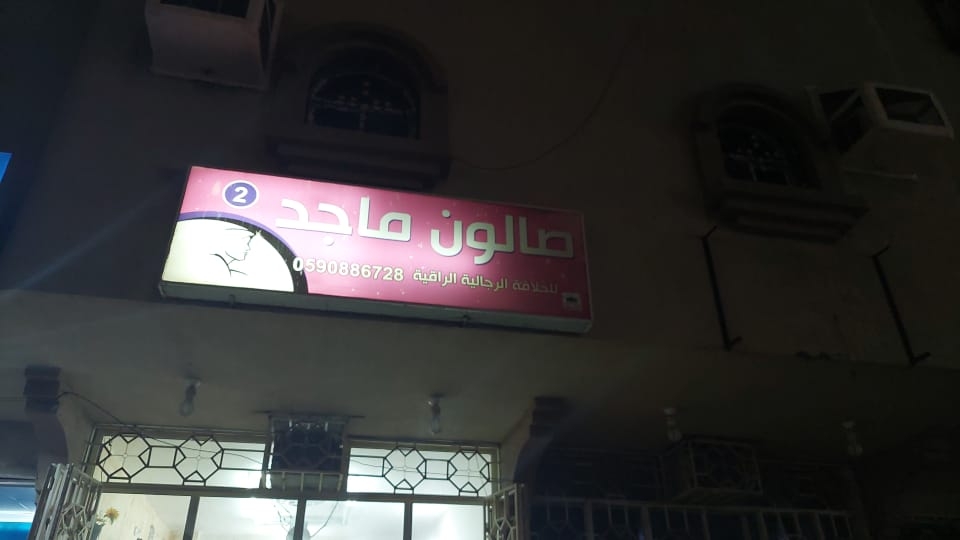 صالون ماجد 2
للحلاقة الرجالية الراقية 0590886728